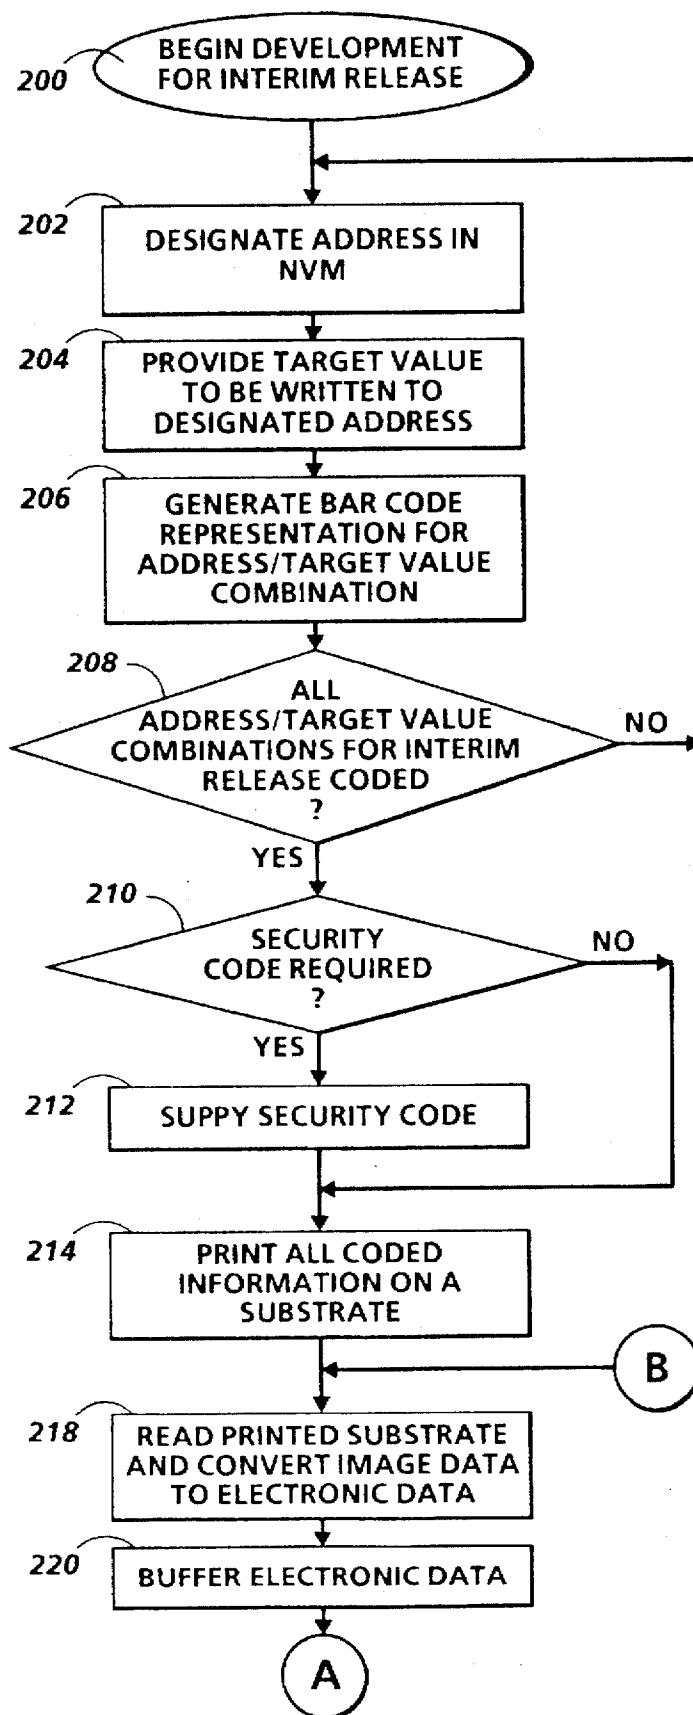 200
BEGIN DEVELOPMENT
FOR INTERIM RELEASE
202
DESIGNATE ADDRESS IN
NVM
204
PROVIDE TARGET VALUE
TO BE WRITTEN TO
DESIGNATED ADDRESS
206
GENERATE BAR CODE
REPRESENTATION FOR
ADDRESS/TARGET VALUE
COMBINATION
208
ALL
ADDRESS/TARGET VALUE
COMBINATIONS FOR INTERIM
RELEASE CODED
?
NO
YES
210
SECURITY
CODE REQUIRED
?
NO
YES
212
SUPPY SECURITY CODE
214
PRINT ALL CODED
INFORMATION ON A
SUBSTRATE
B
218
READ PRINTED SUBSTRATE
AND CONVERT IMAGE DATA
TO ELECTRONIC DATA
220
BUFFER ELECTRONIC DATA
A